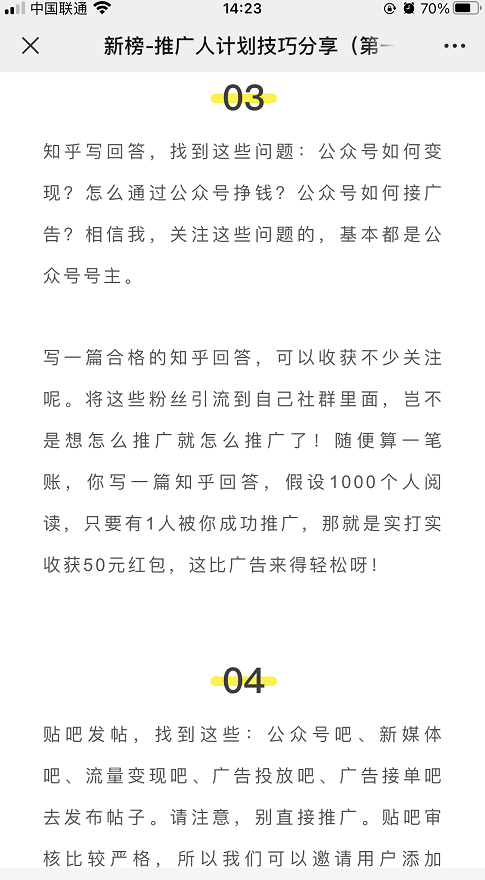 中国联通
14:23
70%
新榜-推广人计划技巧分享（第一
03
知乎写回答，找到这些问题：公众号如何变
现？怎么通过公众号挣钱？公众号如何接广
告？相信我，关注这些问题的，基本都是公
众号号主。
写一篇合格的知乎回答，可以收获不少关注
呢。将这些粉丝引流到自己社群里面，岂不
是想怎么推广就怎么推广了！随便算一笔
账，你写一篇知乎回答，假设1000个人阅
读，只要有1人被你成功推广，那就是实打实
收获50元红包，这比广告来得轻松呀！
04
贴吧发帖，找到这些：公众号吧、新媒体
吧、流量变现吧、广告投放吧、广告接单吧
去发布帖子。请注意，别直接推广。贴吧审
核比较严格，所以我们可以邀请用户添加